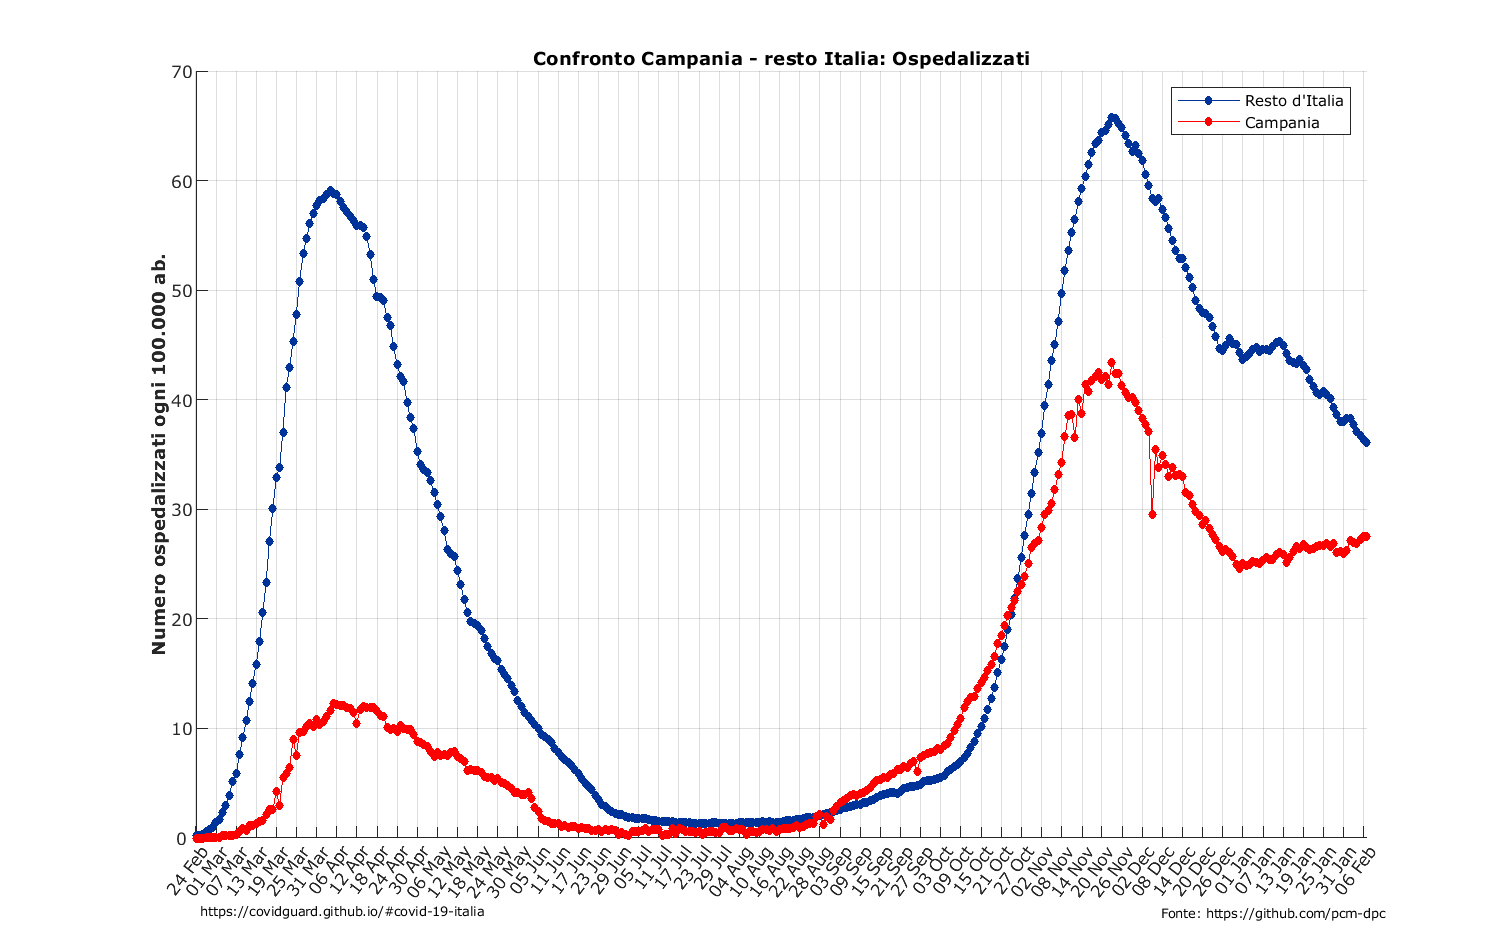 Confronto Campania - resto Italia: Ospedalizzati
Numero ospedalizzati ogni 100.000 ab.
70
60
50
40
30
20
10
0
Resto d'Italia
Campania
24 Feb
01 Mar
07 Mar
13 Mar
19 Mar
25 Mar
31 Mar
06 Apr
12 Apr
18 Apr
24 Apr
30 Apr
06 May
12 May
18 May
24 May
30 May
05 Jun
11 Jun
17 Jun
23 Jun
29 Jun
05 Jul
11 Jul
17 Jul
23 Jul
29 Jul
04 Aug
10 Aug
16 Aug
22 Aug
28 Aug
03 Sep
09 Sep
15 Sep
21 Sep
27 Sep
03 Oct
09 Oct
15 Oct
21 Oct
27 Oct
02 Nov
08 Nov
14 Nov
20 Nov
26 Nov
02 Dec
08 Dec
14 Dec
20 Dec
26 Dec
01 Jan
07 Jan
13 Jan
19 Jan
25 Jan
31 Jan
06 Feb
https://covidguard.github.io/#covid-19-italia
Fonte: https://github.com/pcm-dpc